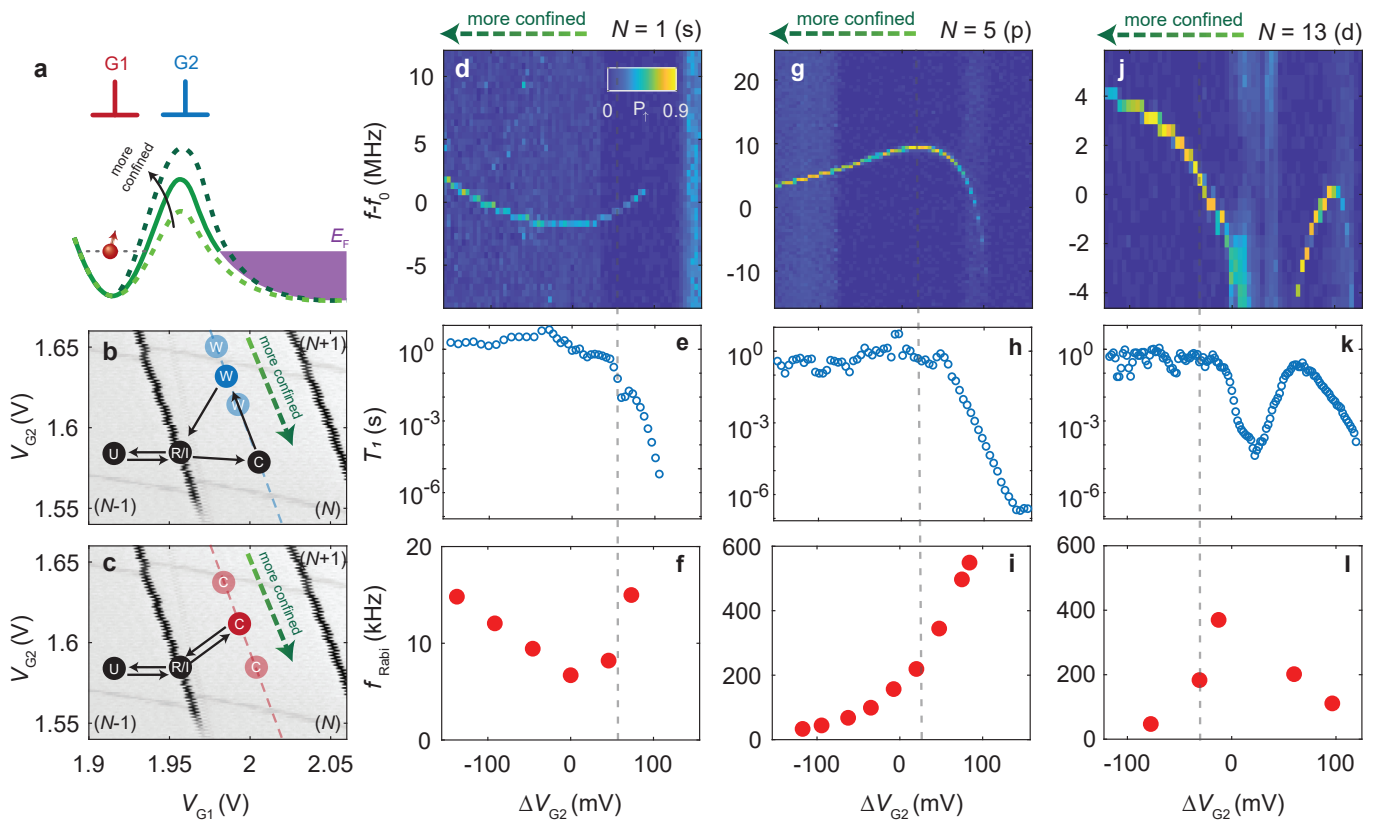 more confined
N = 1 (s)
more confined
N = 5 (p)
more confined
N = 13 (d)
a
G1
G2
more
confined
E_F
d
10
5
0
-5
f-f_0 (MHz)
0
P_↑
0.9
g
20
10
0
-10
j
4
2
0
-2
-4
b
1.65
1.6
1.55
V_G2 (V)
W
W
W
(N+1)
more confined
U
R/I
C
(N-1)
(N)
e
10^0
10^-3
10^-6
T_1 (s)
h
10^0
10^-3
10^-6
k
10^0
10^-3
10^-6
c
1.65
1.6
1.55
V_G2 (V)
C
C
C
(N+1)
more confined
U
R/I
(N-1)
(N)
1.9
1.95
2
2.05
V_G1 (V)
f
20
10
0
f_Rabi (kHz)
-100
0
100
ΔV_G2 (mV)
i
600
400
200
0
-100
0
100
ΔV_G2 (mV)
l
600
400
200
0
-100
0
100
ΔV_G2 (mV)